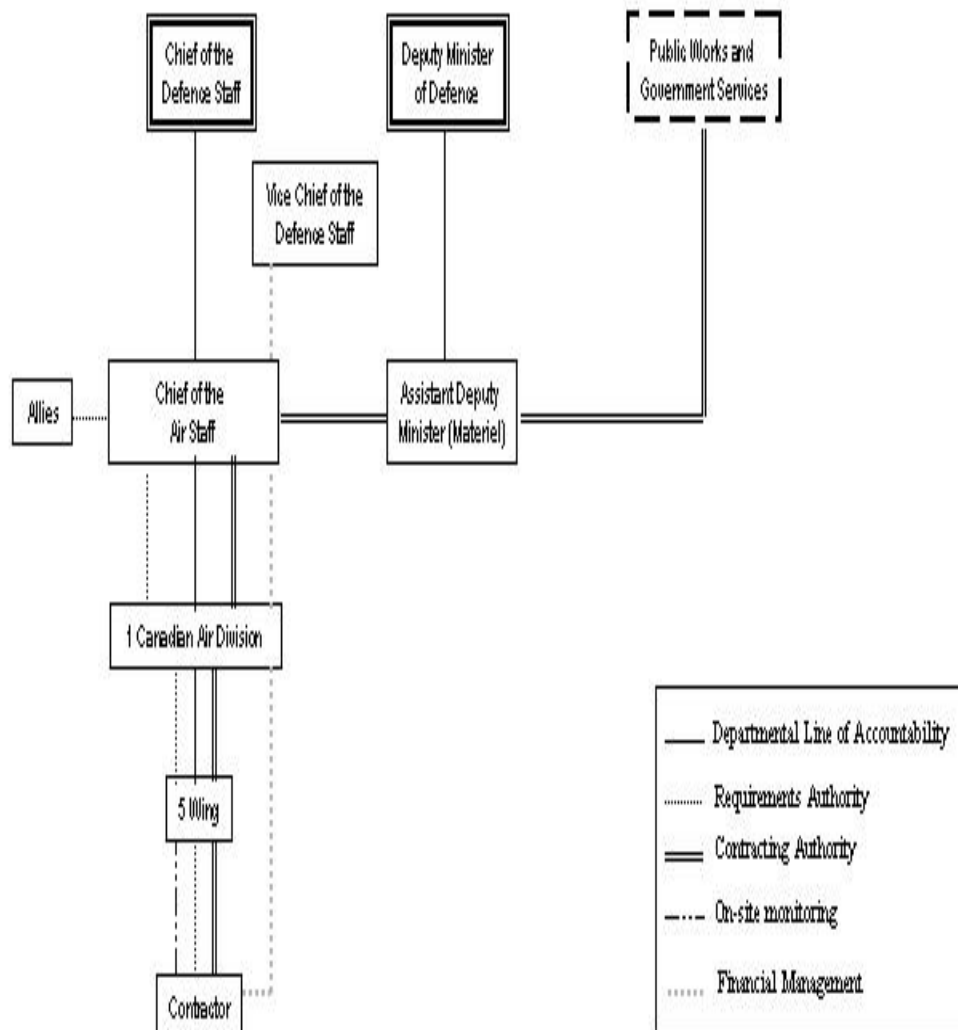 Chief of the
Defence Staff
Deputy Minister
of Defence
Public Works and
Government Services
Vice Chief of the
Defence Staff
Allies
Chief of the
Air Staff
Assistant Deputy
Minister (Materiel)
1 Canadian Air Division
5 Wing
Contractor
Departmental Line of Accountability
Requirements Authority
Contracting Authority
On-site monitoring
Financial Management